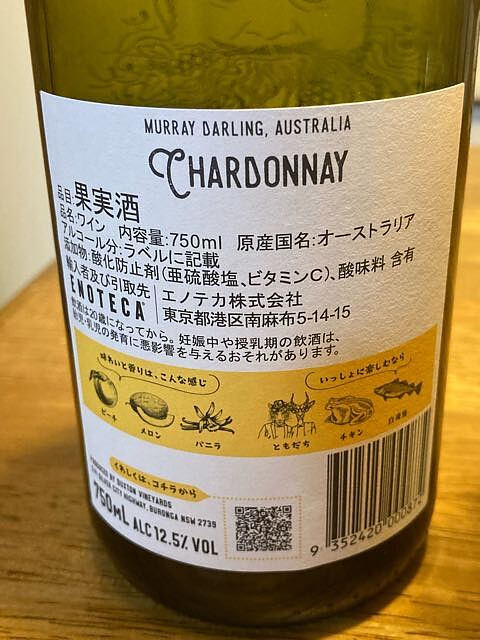 MURRAY DARLING, AUSTRALIA
CHARDONNAY
品目:果実酒
品名:ワイン 内容量:750ml 原産国名:オーストラリア
アルコール分:ラベルに記載
添加物:酸化防止剤(亜硫酸塩、ビタミンC)、酸味料 含有
輸入者及び引取先
ENOTECA
エノテカ株式会社
東京都港区南麻布5-14-15
飲酒は20歳になってから。妊娠中や授乳期の飲酒は、
胎児・乳児の発育に悪影響を与えるおそれがあります。
味わいと香りは、こんな感じ
いっしょに楽しむなら
ピーチ
メロン
バニラ
ともだち
チキン
白身魚
くわしくは、コチラから
PRODUCED BY BUXTON VINEYARDS
SILVER CITY HIGHWAY, BURONGA NSW 2739
750ML ALC 12.5% VOL
9 352420 000874